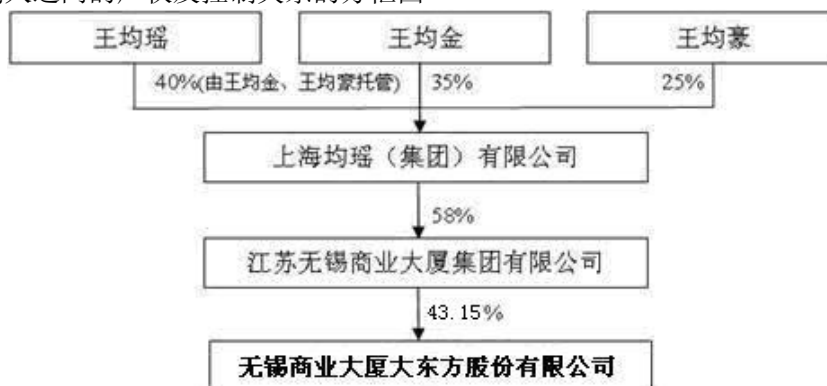 王均瑶 王均金 王均豪
40%(由王均金、王均豪托管) 35% 25%
上海均瑶（集团）有限公司
58%
江苏无锡商业大厦集团有限公司
43.15%
无锡商业大厦大东方股份有限公司